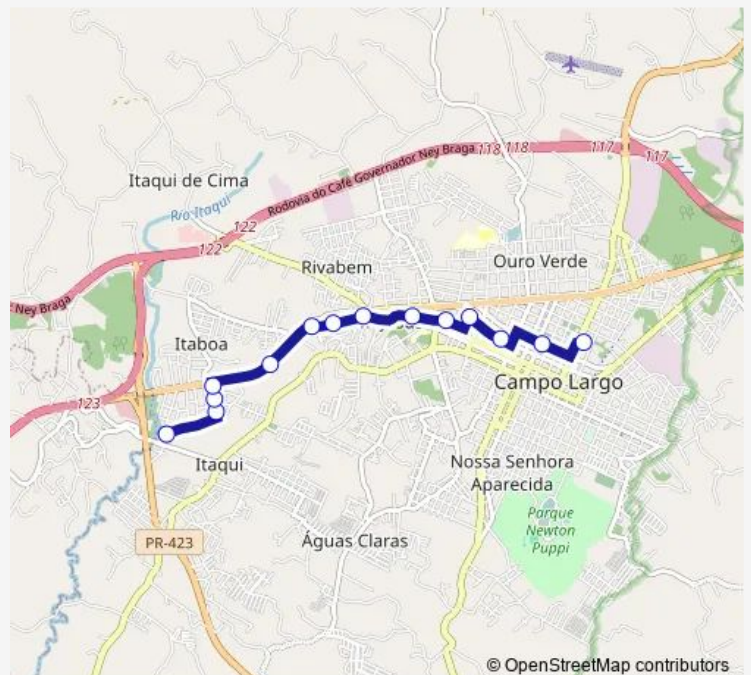 Rodovia do Café Governador Ney Braga
118
118
117
117
Itaqui de Cima
Rio Itaqui
122
122
Rivabem
Ouro Verde
Ney Braga
Itaboa
Campo Largo
123
Itaqui
Nossa Senhora
Aparecida
Parque
Newton
Puppi
PR-423
Águas Claras
© OpenStreetMap contributors